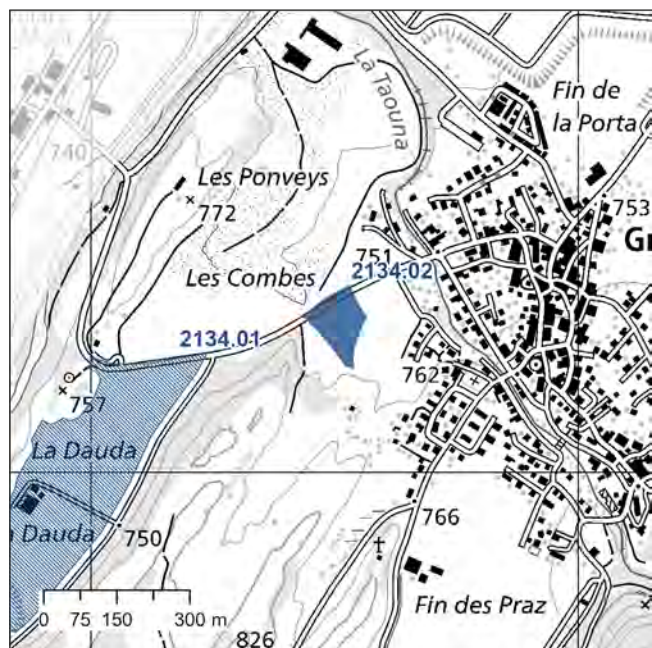 Fin de
la Porta
La Taouna
740
Les Ponveys
772
753
Gr
751
2134.02
Les Combes
2134.01
762
757
La Dauda
Dauda
750
766
0 75 150 300 m
Fin des Praz
826